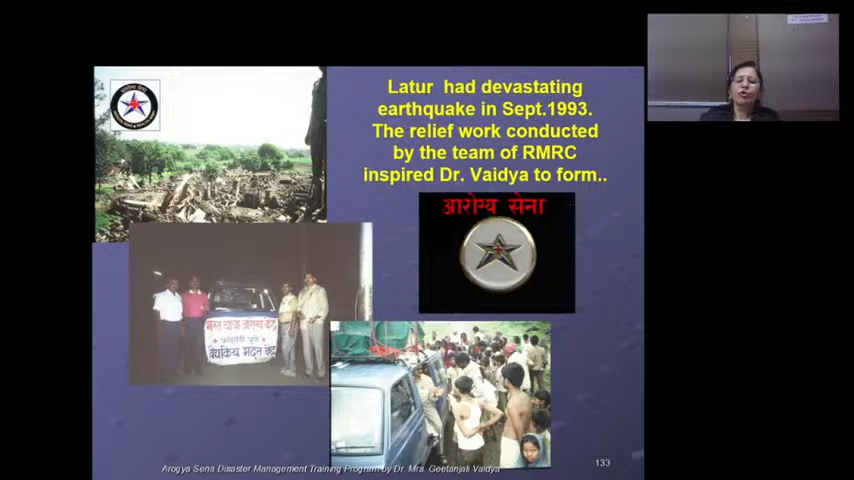 Latur had devastating
earthquake in Sept.1993.
The relief work conducted
by the team of RMRC
inspired Dr. Vaidya to form..
आरोग्य सेना
वैद्यकिय मदत केंद्र
Arogya Sena Disaster Management Training Program by Dr. Mrs. Geetanjali Vaidya
133